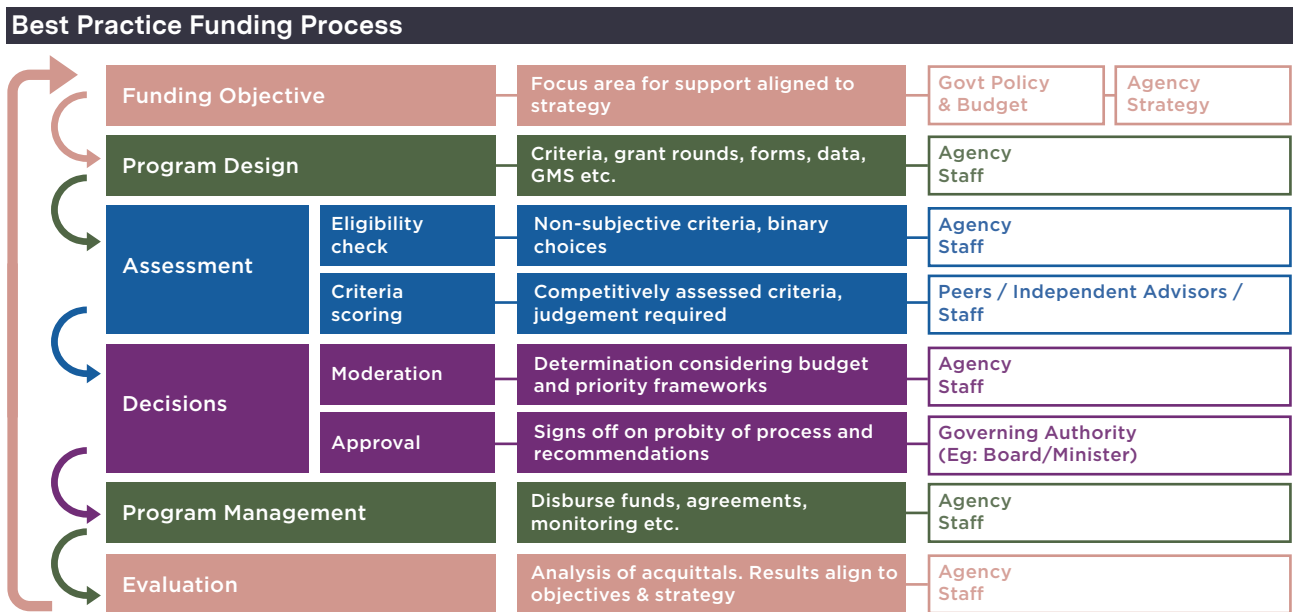 Best Practice Funding Process
Funding Objective
Focus area for support aligned to
strategy
Govt Policy
& Budget
Agency
Strategy
Program Design
Criteria, grant rounds, forms, data,
GMS etc.
Agency
Staff
Assessment
Eligibility
check
Non-subjective criteria, binary
choices
Agency
Staff
Criteria
scoring
Competitively assessed criteria,
judgement required
Peers / Independent Advisors /
Staff
Decisions
Moderation
Determination considering budget
and priority frameworks
Agency
Staff
Approval
Signs off on probity of process and
recommendations
Governing Authority
(Eg: Board/Minister)
Program Management
Disburse funds, agreements,
monitoring etc.
Agency
Staff
Evaluation
Analysis of acquittals. Results align to
objectives & strategy
Agency
Staff